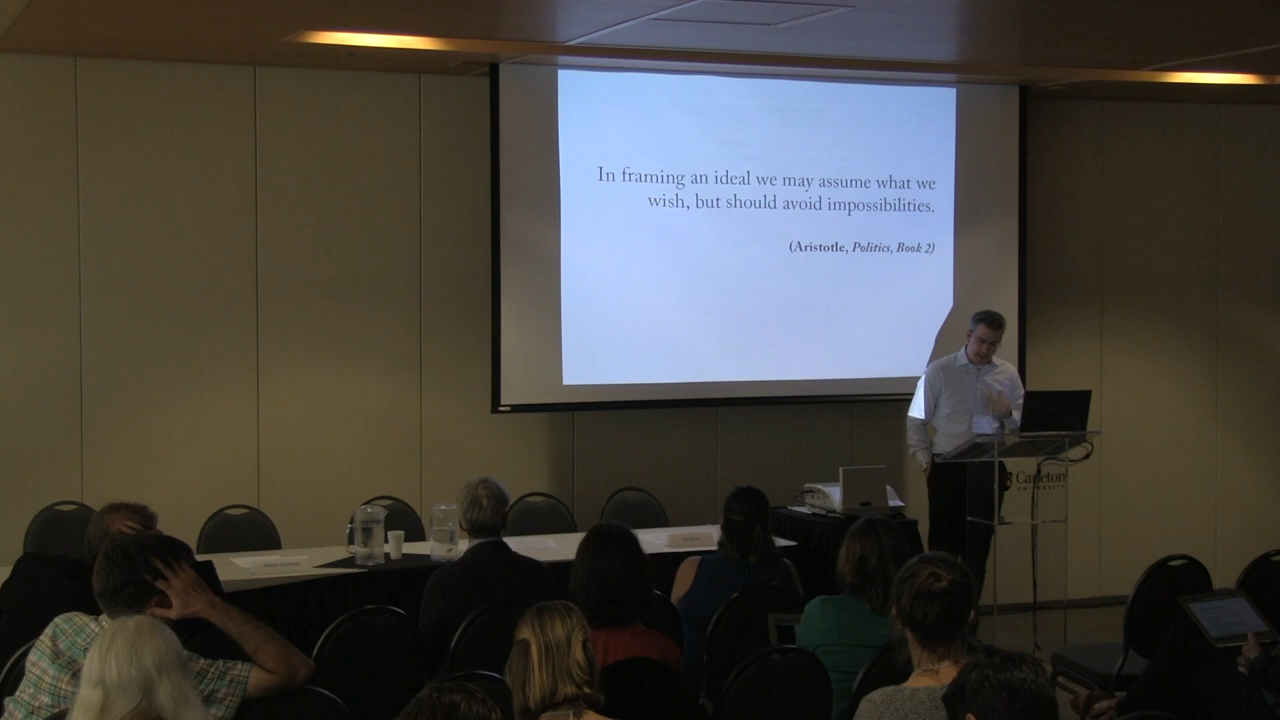 In framing an ideal we may assume what we
wish, but should avoid impossibilities.
(Aristotle, Politics, Book 2)
Carleton
UNIVERSITY